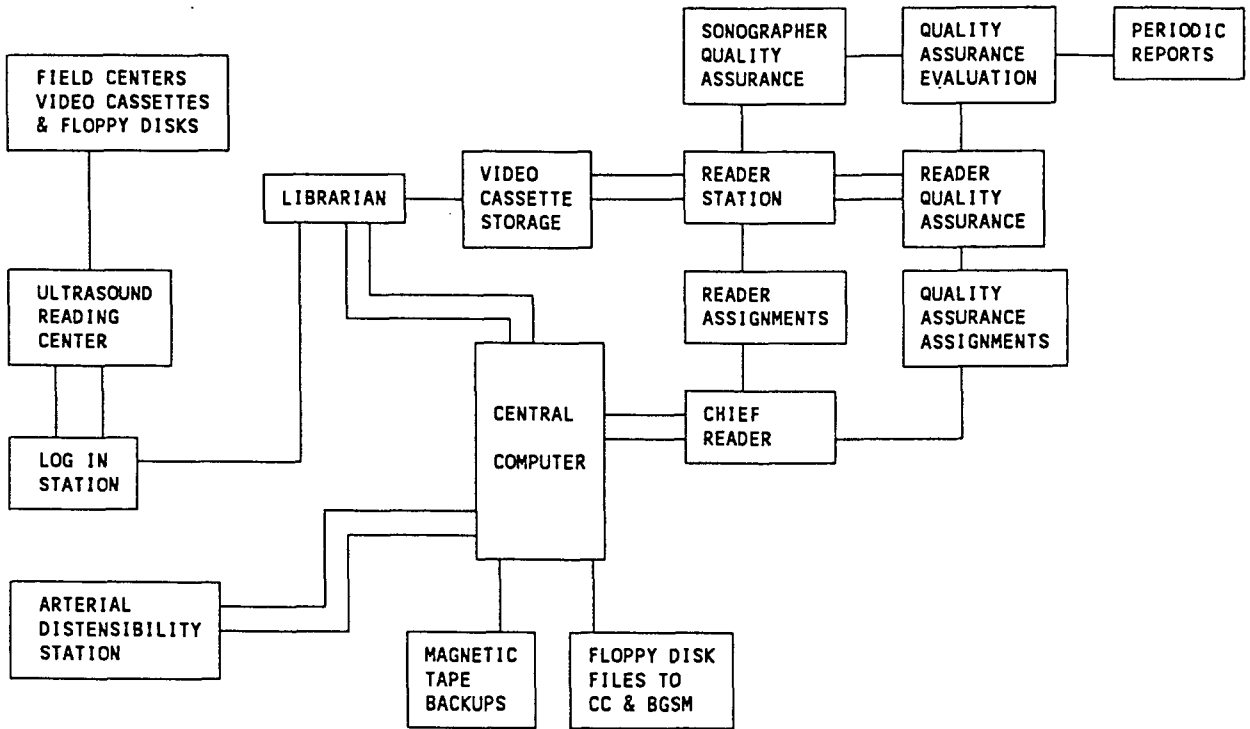 FIELD CENTERS
VIDEO CASSETTES
& FLOPPY DISKS
SONOGRAPHER
QUALITY
ASSURANCE
QUALITY
ASSURANCE
EVALUATION
PERIODIC
REPORTS
LIBRARIAN
VIDEO
CASSETTE
STORAGE
READER
STATION
READER
QUALITY
ASSURANCE
ULTRASOUND
READING
CENTER
READER
ASSIGNMENTS
QUALITY
ASSURANCE
ASSIGNMENTS
LOG IN
STATION
CENTRAL
COMPUTER
CHIEF
READER
ARTERIAL
DISTENSIBILITY
STATION
MAGNETIC
TAPE
BACKUPS
FLOPPY DISK
FILES TO
CC & BGSM